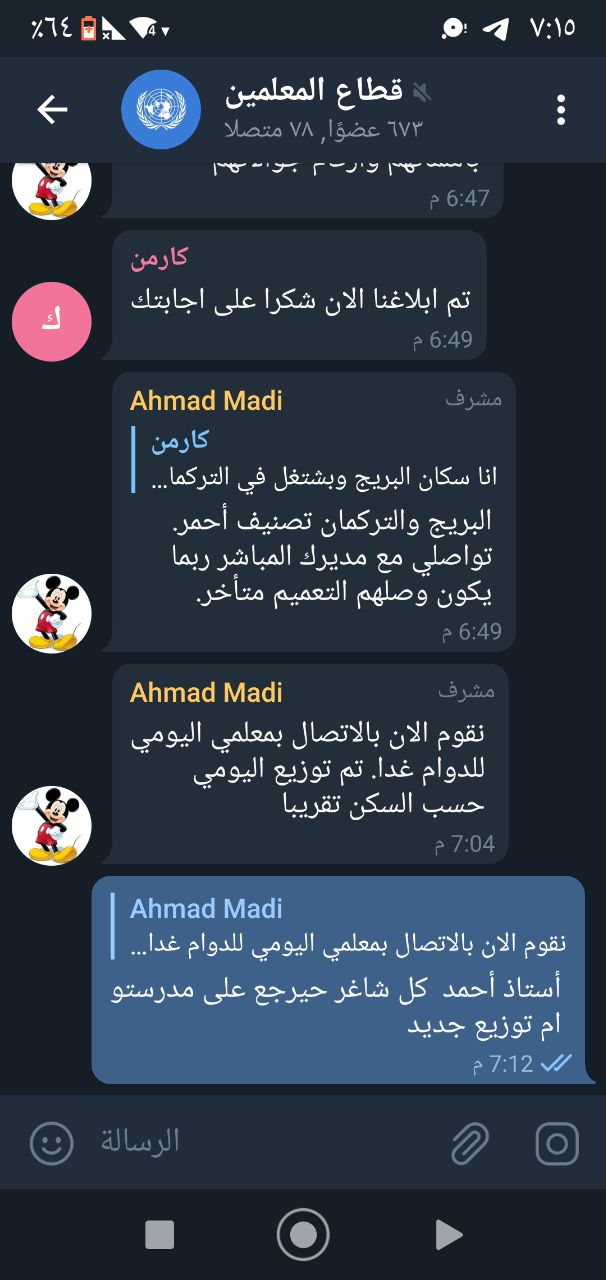 ٪٦٤ ٧:١٥
قطاع المعلمين
٦٧٣ عضوًا, ٧٨ متصلا
بأسمائهم وأرقام جوالاتهم
6:47 م
كارمن
ك
تم ابلاغنا الان شكرا على اجابتك
6:49 م
Ahmad Madi مشرف
كارمن
انا سكان البريج وبشتغل في التركما...
البريج والتركمان تصنيف أحمر.
تواصلي مع مديرك المباشر ربما
يكون وصلهم التعميم متأخر.
6:49 م
Ahmad Madi مشرف
نقوم الان بالاتصال بمعلمي اليومي
للدوام غدا. تم توزيع اليومي
حسب السكن تقريبا
7:04 م
Ahmad Madi
نقوم الان بالاتصال بمعلمي اليومي للدوام غدا...
أستاذ أحمد كل شاغر حيرجع على مدرستو
ام توزيع جديد
7:12 م
الرسالة